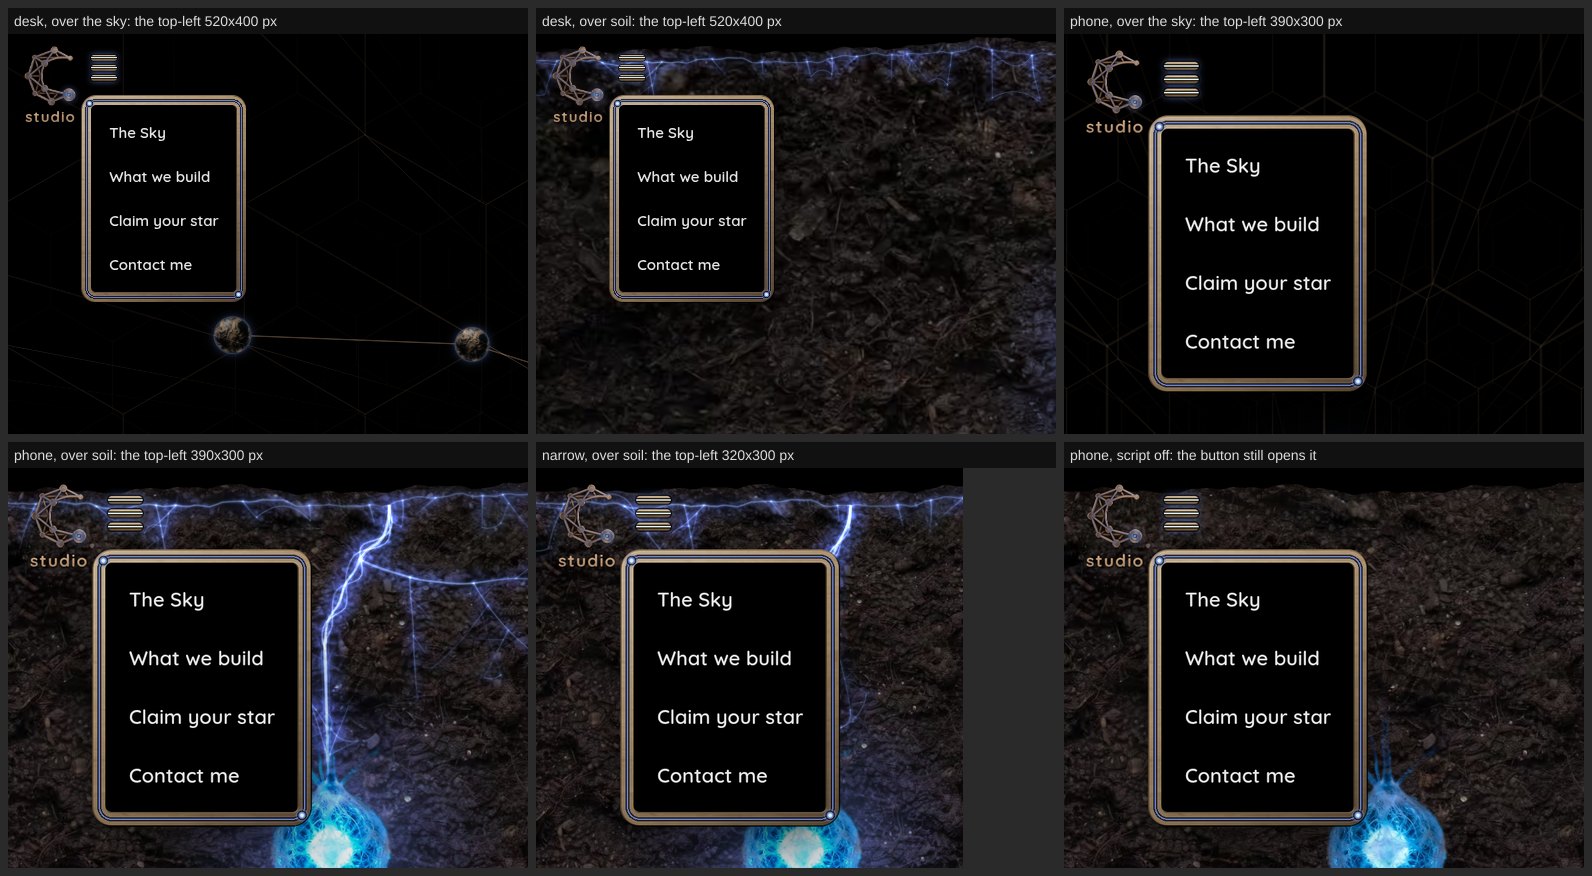 desk, over the sky: the top-left 520x400 px
studio
The Sky
What we build
Claim your star
Contact me
desk, over soil: the top-left 520x400 px
studio
The Sky
What we build
Claim your star
Contact me
phone, over the sky: the top-left 390x300 px
studio
The Sky
What we build
Claim your star
Contact me
phone, over soil: the top-left 390x300 px
studio
The Sky
What we build
Claim your star
Contact me
narrow, over soil: the top-left 320x300 px
studio
The Sky
What we build
Claim your star
Contact me
phone, script off: the button still opens it
studio
The Sky
What we build
Claim your star
Contact me